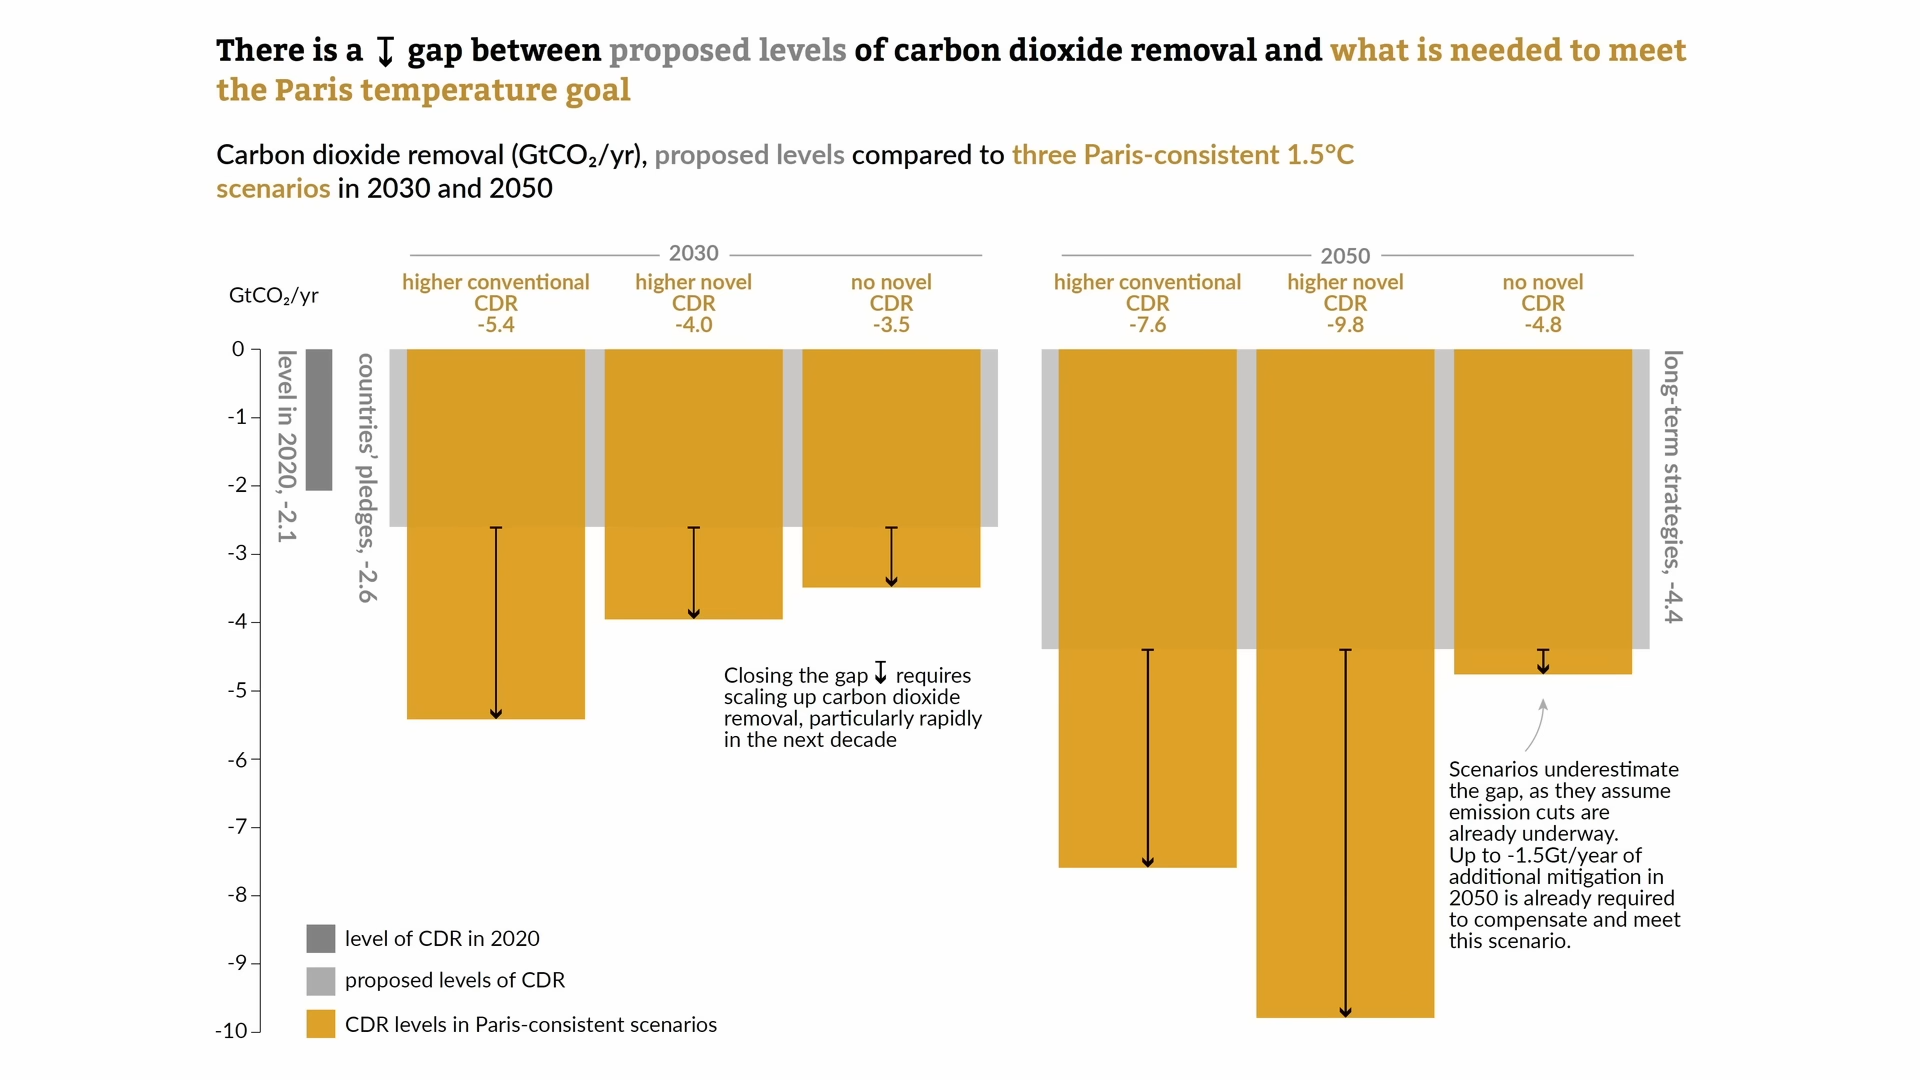 There is a ↧ gap between proposed levels of carbon dioxide removal and what is needed to meet
the Paris temperature goal
Carbon dioxide removal (GtCO₂/yr), proposed levels compared to three Paris-consistent 1.5°C
scenarios in 2030 and 2050
2030
2050
higher conventional
CDR
-5.4
higher novel
CDR
-4.0
no novel
CDR
-3.5
higher conventional
CDR
-7.6
higher novel
CDR
-9.8
no novel
CDR
-4.8
GtCO₂/yr
0
-1
-2
-3
-4
-5
-6
-7
-8
-9
-10
level in 2020, -2.1
countries’ pledges, -2.6
long-term strategies, -4.4
Closing the gap ↧ requires
scaling up carbon dioxide
removal, particularly rapidly
in the next decade
Scenarios underestimate
the gap, as they assume
emission cuts are
already underway.
Up to -1.5Gt/year of
additional mitigation in
2050 is already required
to compensate and meet
this scenario.
level of CDR in 2020
proposed levels of CDR
CDR levels in Paris-consistent scenarios